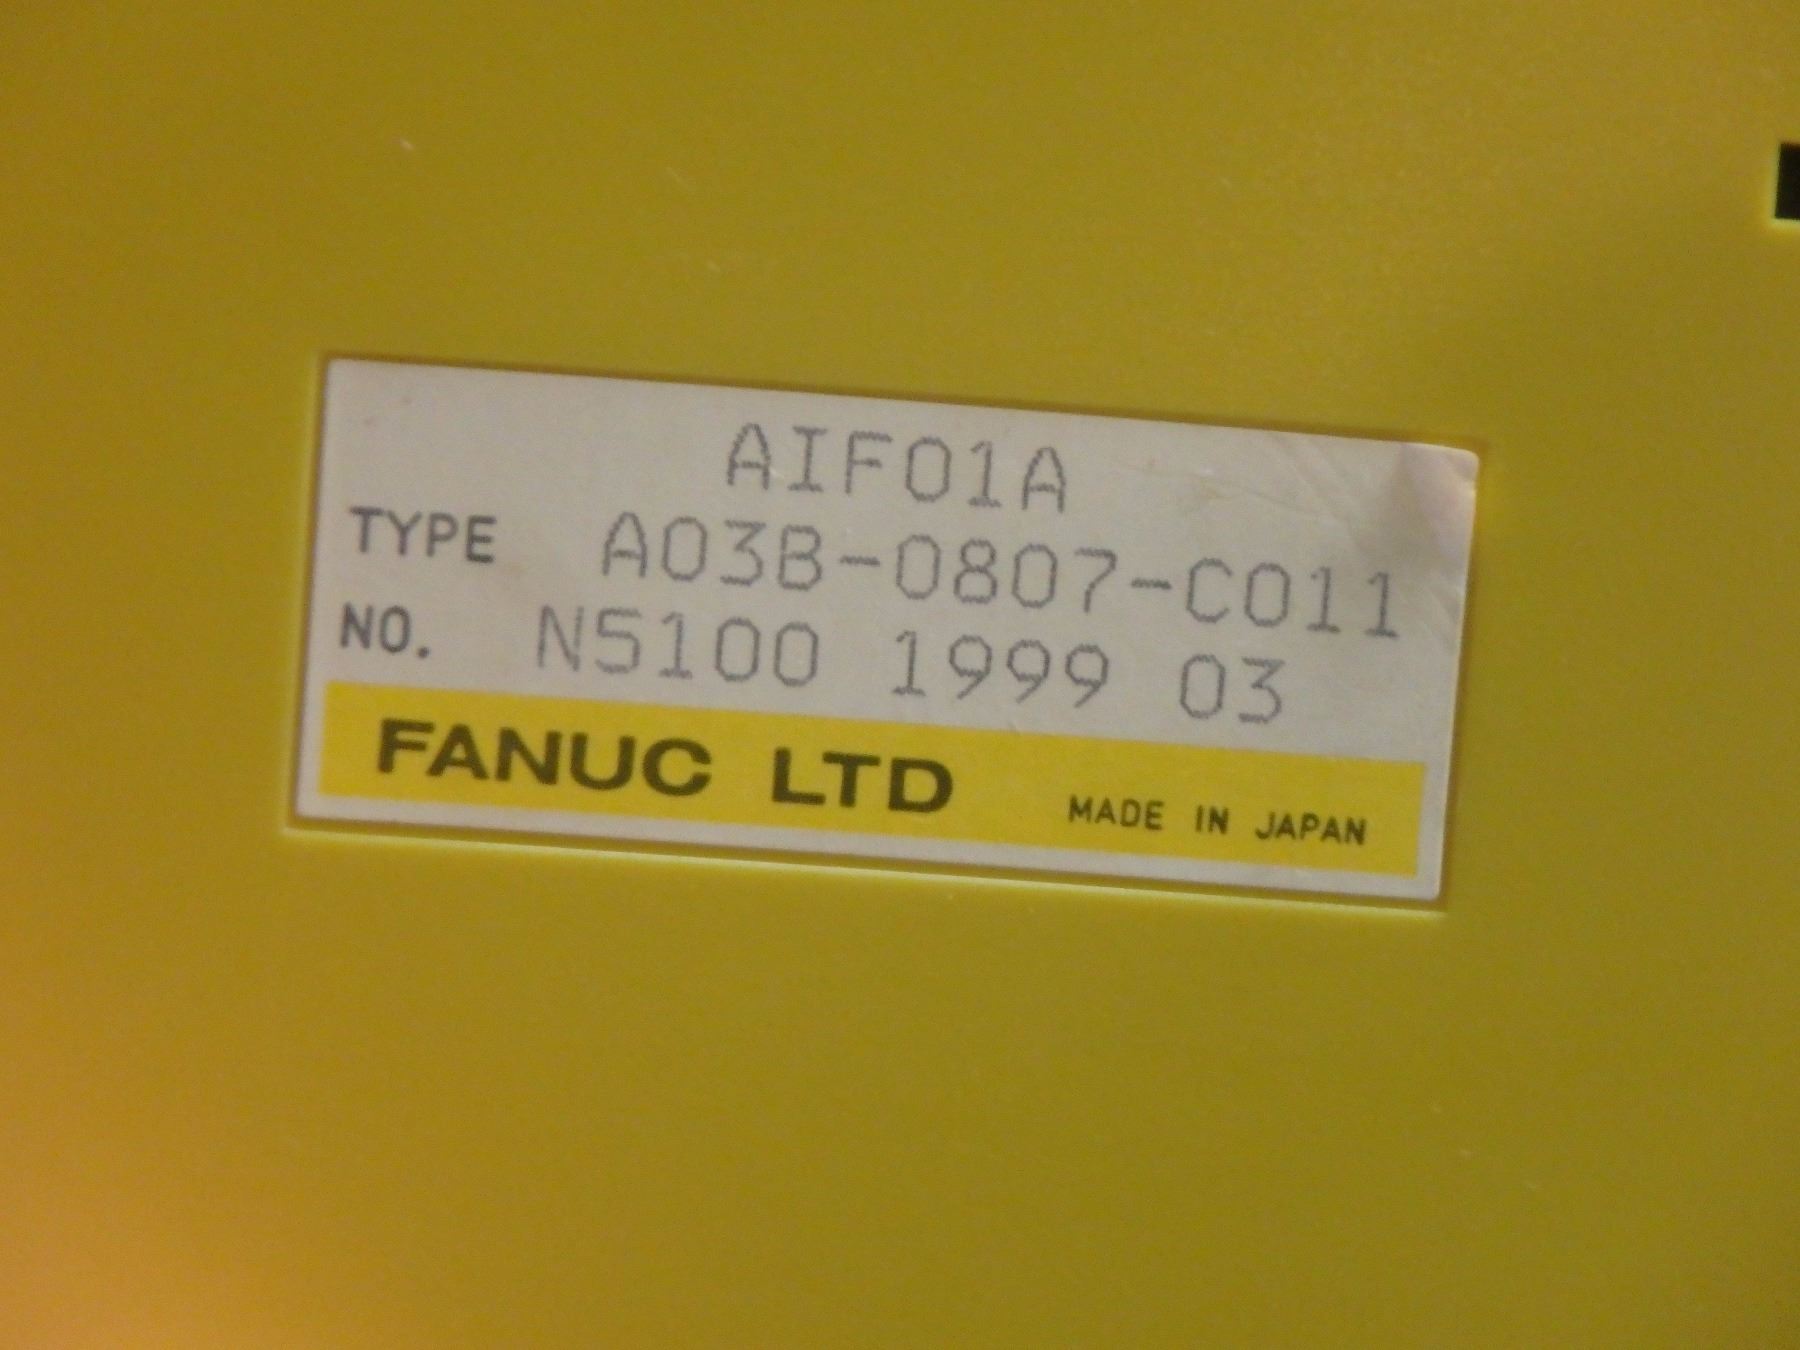 AIF01A
TYPE A03B-0807-C011
NO. N5100 1999 03
FANUC LTD MADE IN JAPAN